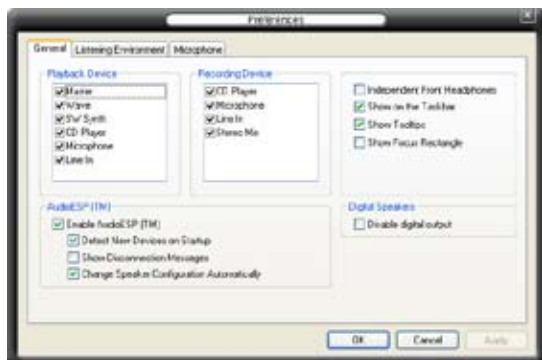 Preferences
General
Listening Environment
Microphone
Playback Device
Master
Wave
SW Synth
CD Player
Microphone
Line In
Recording Device
CD Player
Microphone
Line In
Stereo Mix
Independent Front Headphones
Show on the Taskbar
Show Tooltips
Show Focus Rectangle
AudioESP (TM)
Enable AudioESP (TM)
Detect New Devices on Startup
Show Disconnection Messages
Change Speaker Configuration Automatically
Digital Speakers
Disable digital output
OK
Cancel
Apply